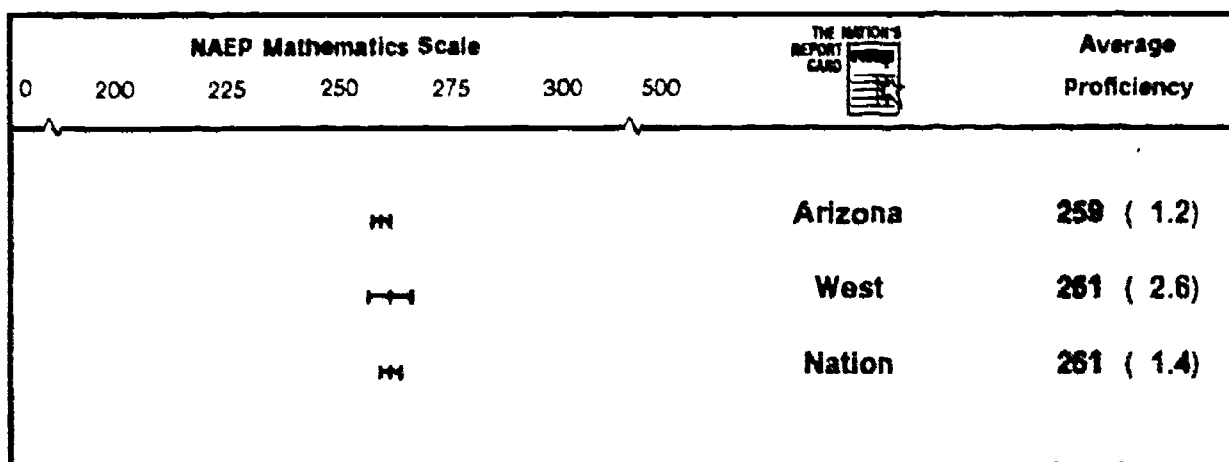 NAEP Mathematics Scale
0 200 225 250 275 300 500
THE NATION'S
REPORT
CARD
Average
Proficiency
Arizona 259 ( 1.2)
West 261 ( 2.6)
Nation 261 ( 1.4)